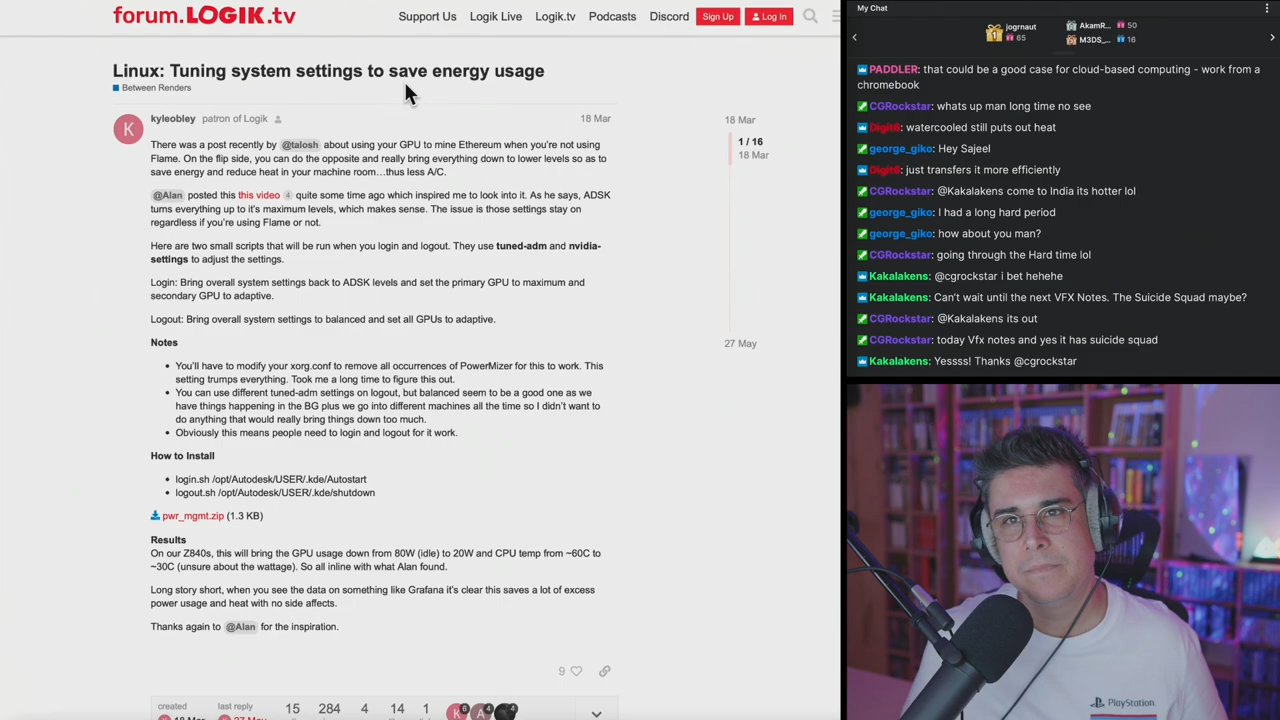 forum.LOGIK.tv
Support Us
Logik Live
Logik.tv
Podcasts
Discord
Sign Up
Log In
Linux: Tuning system settings to save energy usage
Between Renders
K
kyleobley patron of Logik
18 Mar
There was a post recently by @talosh about using your GPU to mine Ethereum when you're not using
Flame. On the flip side, you can do the opposite and really bring everything down to lower levels so as to
save energy and reduce heat in your machine room…thus less A/C.
@Alan posted this this video 4 quite some time ago which inspired me to look into it. As he says, ADSK
turns everything up to it's maximum levels, which makes sense. The issue is those settings stay on
regardless if you're using Flame or not.
Here are two small scripts that will be run when you login and logout. They use tuned-adm and nvidia-
settings to adjust the settings.
Login: Bring overall system settings back to ADSK levels and set the primary GPU to maximum and
secondary GPU to adaptive.
Logout: Bring overall system settings to balanced and set all GPUs to adaptive.
Notes
• You'll have to modify your xorg.conf to remove all occurrences of PowerMizer for this to work. This
setting trumps everything. Took me a long time to figure this out.
• You can use different tuned-adm settings on logout, but balanced seem to be a good one as we
have things happening in the BG plus we go into different machines all the time so I didn't want to
do anything that would really bring things down too much.
• Obviously this means people need to login and logout for it work.
How to Install
• login.sh /opt/Autodesk/USER/.kde/Autostart
• logout.sh /opt/Autodesk/USER/.kde/shutdown
pwr_mgmt.zip (1.3 KB)
Results
On our Z840s, this will bring the GPU usage down from 80W (idle) to 20W and CPU temp from ~60C to
~30C (unsure about the wattage). So all inline with what Alan found.
Long story short, when you see the data on something like Grafana it's clear this saves a lot of excess
power usage and heat with no side affects.
Thanks again to @Alan for the inspiration.
9
created
last reply
15
284
4
14
1
K 6
A 4
4
18 Mar
1 / 16
18 Mar
27 May
My Chat
1
jogrnaut
65
AkamR... 50
M3DS_... 16
PADDLER: that could be a good case for cloud-based computing - work from a
chromebook
CGRockstar: whats up man long time no see
Digit6: watercooled still puts out heat
george_giko: Hey Sajeel
Digit6: just transfers it more efficiently
CGRockstar: @Kakalakens come to India its hotter lol
george_giko: I had a long hard period
george_giko: how about you man?
CGRockstar: going through the Hard time lol
Kakalakens: @cgrockstar i bet hehehe
Kakalakens: Can't wait until the next VFX Notes. The Suicide Squad maybe?
CGRockstar: @Kakalakens its out
CGRockstar: today Vfx notes and yes it has suicide squad
Kakalakens: Yessss! Thanks @cgrockstar
PlayStation